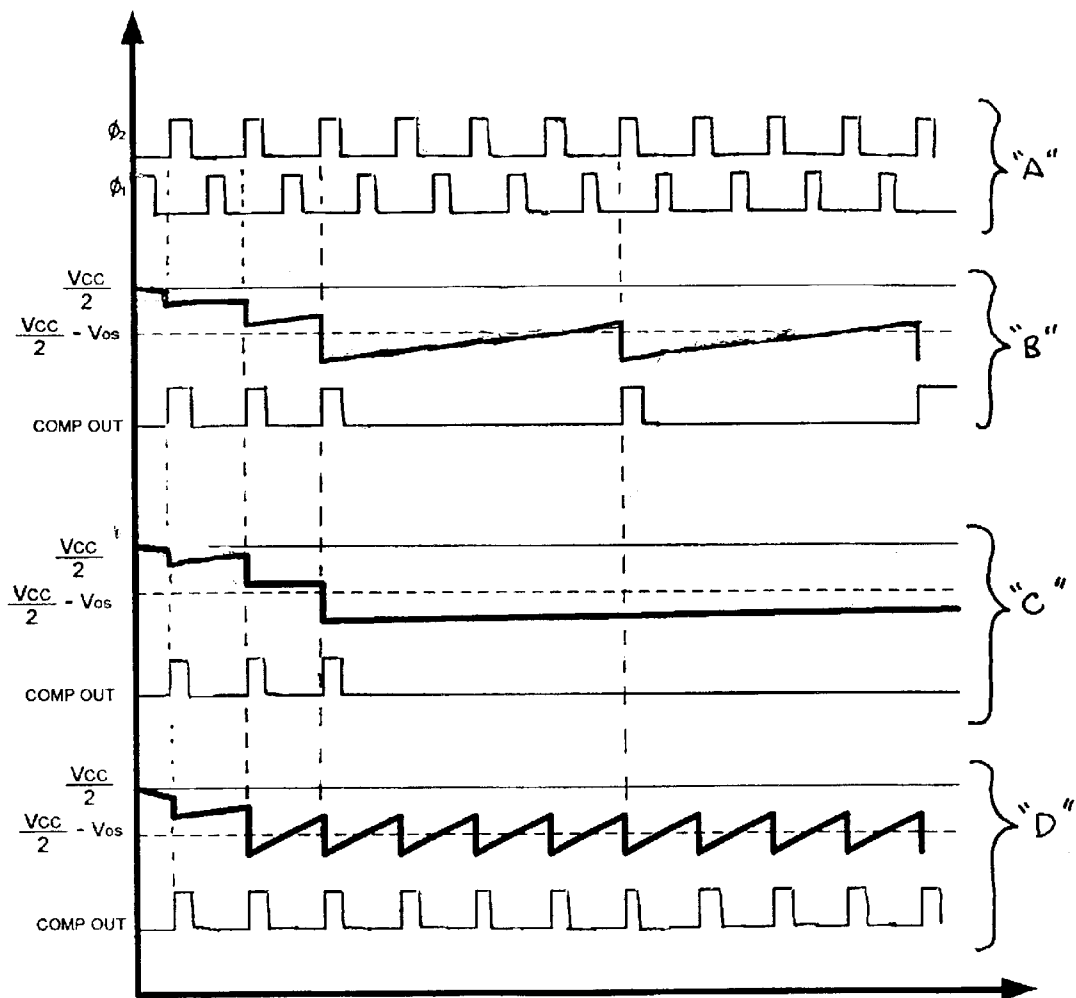 ϕ₂
ϕ₁
"A"
Vcc
2
Vcc
2 - Vos
COMP OUT
"B"
Vcc
2
Vcc
2 - Vos
COMP OUT
"C"
Vcc
2
Vcc
2 - Vos
COMP OUT
"D"